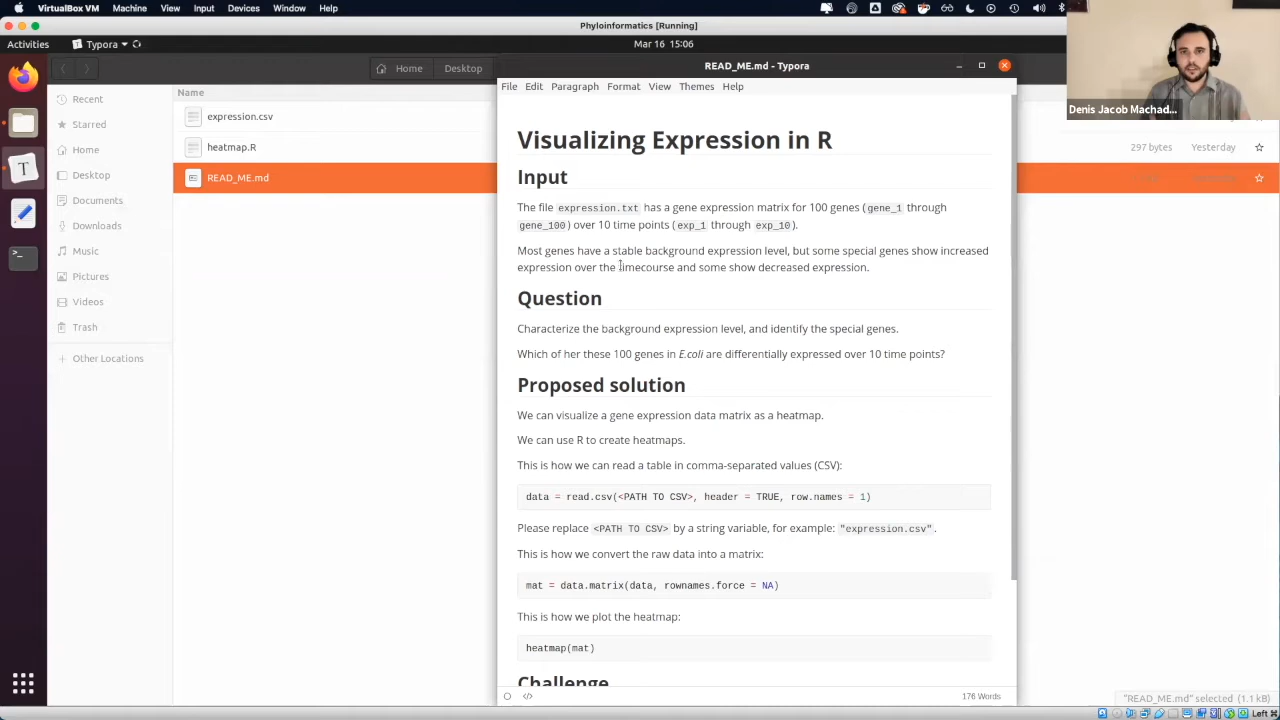 VirtualBox VM Machine View Input Devices Window Help
Phyloinformatics [Running]
Activities Typora Mar 16 15:06
Home Desktop
READ_ME.md - Typora
Denis Jacob Machad...
Recent
Starred
Home
Desktop
Documents
Downloads
Music
Pictures
Videos
Trash
Other Locations
Name
expression.csv
heatmap.R 297 bytes Yesterday
READ_ME.md
File Edit Paragraph Format View Themes Help
Visualizing Expression in R
Input
The file expression.txt has a gene expression matrix for 100 genes (gene_1 through
gene_100) over 10 time points (exp_1 through exp_10).
Most genes have a stable background expression level, but some special genes show increased
expression over the timecourse and some show decreased expression.
Question
Characterize the background expression level, and identify the special genes.
Which of her these 100 genes in E.coli are differentially expressed over 10 time points?
Proposed solution
We can visualize a gene expression data matrix as a heatmap.
We can use R to create heatmaps.
This is how we can read a table in comma-separated values (CSV):
data = read.csv(<PATH TO CSV>, header = TRUE, row.names = 1)
Please replace <PATH TO CSV> by a string variable, for example: "expression.csv".
This is how we convert the raw data into a matrix:
mat = data.matrix(data, rownames.force = NA)
This is how we plot the heatmap:
heatmap(mat)
Challenge
176 Words
"READ_ME.md" selected (1.1 kB)
Left ⌘